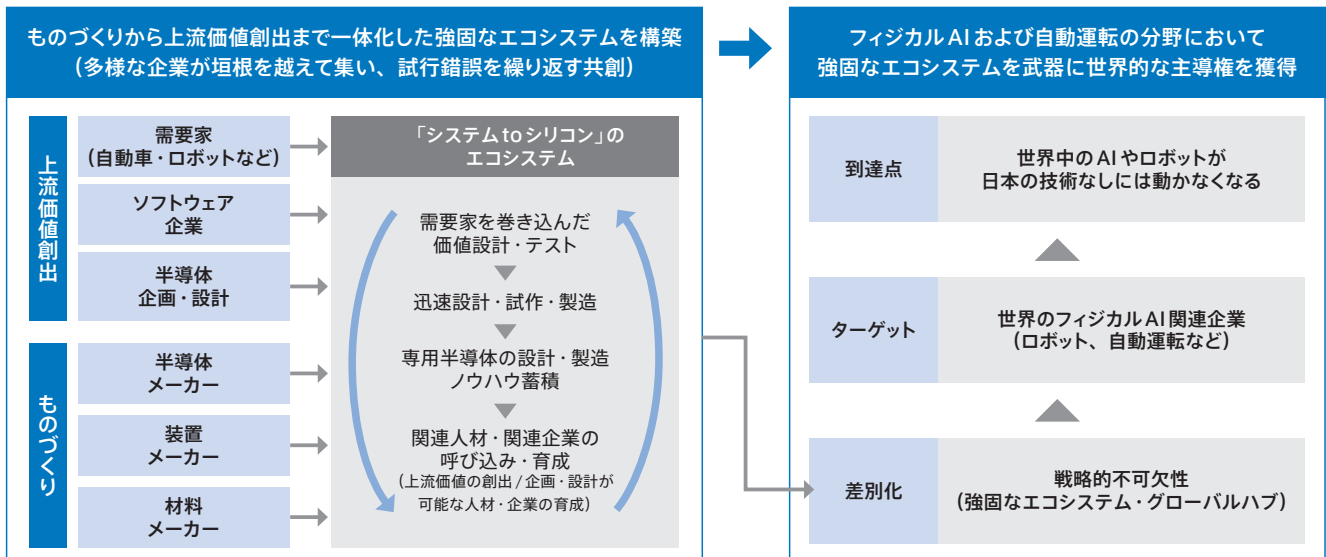 ものづくりから上流価値創出まで一体化した強固なエコシステムを構築
(多様な企業が垣根を越えて集い、試行錯誤を繰り返す共創)
上流価値創出
需要家
(自動車・ロボットなど)
ソフトウェア
企業
半導体
企画・設計
ものづくり
半導体
メーカー
装置
メーカー
材料
メーカー
「システムtoシリコン」の
エコシステム
需要家を巻き込んだ
価値設計・テスト
迅速設計・試作・製造
専用半導体の設計・製造
ノウハウ蓄積
関連人材・関連企業の
呼び込み・育成
(上流価値の創出/企画・設計が
可能な人材・企業の育成)
フィジカルAIおよび自動運転の分野において
強固なエコシステムを武器に世界的な主導権を獲得
到達点
世界中のAIやロボットが
日本の技術なしには動かなくなる
ターゲット
世界のフィジカルAI関連企業
(ロボット、自動運転など)
差別化
戦略的不可欠性
(強固なエコシステム・グローバルハブ)